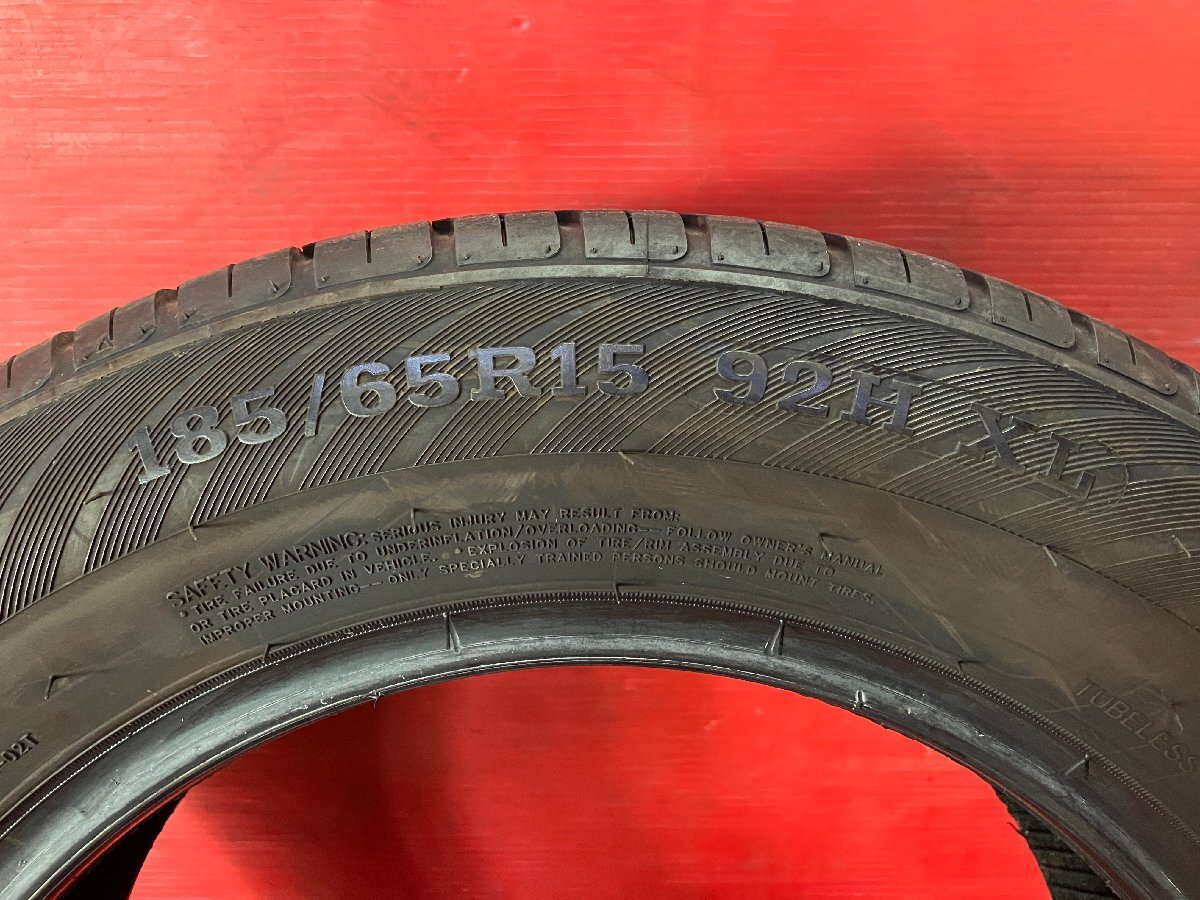 185/65R15 92H XL
SAFETY WARNING: SERIOUS INJURY MAY RESULT FROM:
* TIRE FAILURE DUE TO UNDERINFLATION/OVERLOADING--FOLLOW OWNER'S MANUAL
OR TIRE PLACARD IN VEHICLE. * EXPLOSION OF TIRE/RIM ASSEMBLY DUE TO
IMPROPER MOUNTING--ONLY SPECIALLY TRAINED PERSONS SHOULD MOUNT TIRES.
TUBELESS
-02T